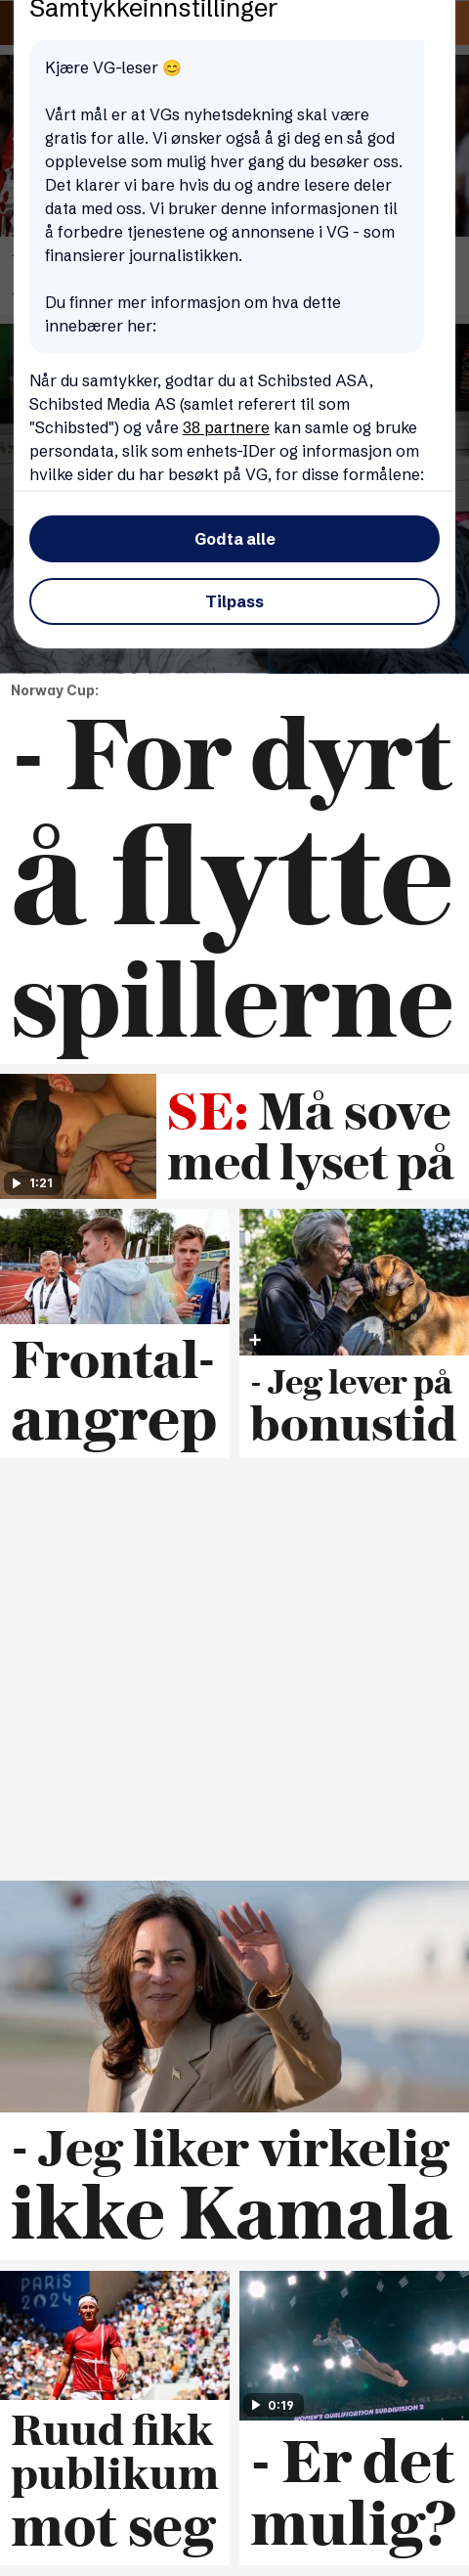 Samtykkeinnstillinger
Kjære VG-leser 😊
Vårt mål er at VGs nyhetsdekning skal være
gratis for alle. Vi ønsker også å gi deg en så god
opplevelse som mulig hver gang du besøker oss.
Det klarer vi bare hvis du og andre lesere deler
data med oss. Vi bruker denne informasjonen til
å forbedre tjenestene og annonsene i VG - som
finansierer journalistikken.
Du finner mer informasjon om hva dette
innebærer her:
Når du samtykker, godtar du at Schibsted ASA,
Schibsted Media AS (samlet referert til som
"Schibsted") og våre 38 partnere kan samle og bruke
persondata, slik som enhets-IDer og informasjon om
hvilke sider du har besøkt på VG, for disse formålene:
Godta alle
Tilpass
Norway Cup:
- For dyrt
å flytte
spillerne
1:21
SE: Må sove
med lyset på
Frontal-
angrep
- Jeg lever på
bonustid
- Jeg liker virkelig
ikke Kamala
PARIS
2024
Ruud fikk
publikum
mot seg
0:19
WOMEN'S QUALIFICATION SUBDIVISION 2
- Er det
mulig?